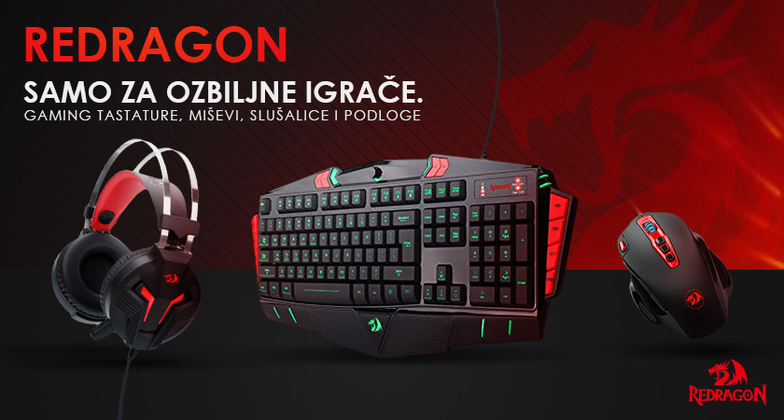 REDRAGON
SAMO ZA OZBILJNE IGRAČE.
GAMING TASTATURE, MIŠEVI, SLUŠALICE I PODLOGE
REDRAGON